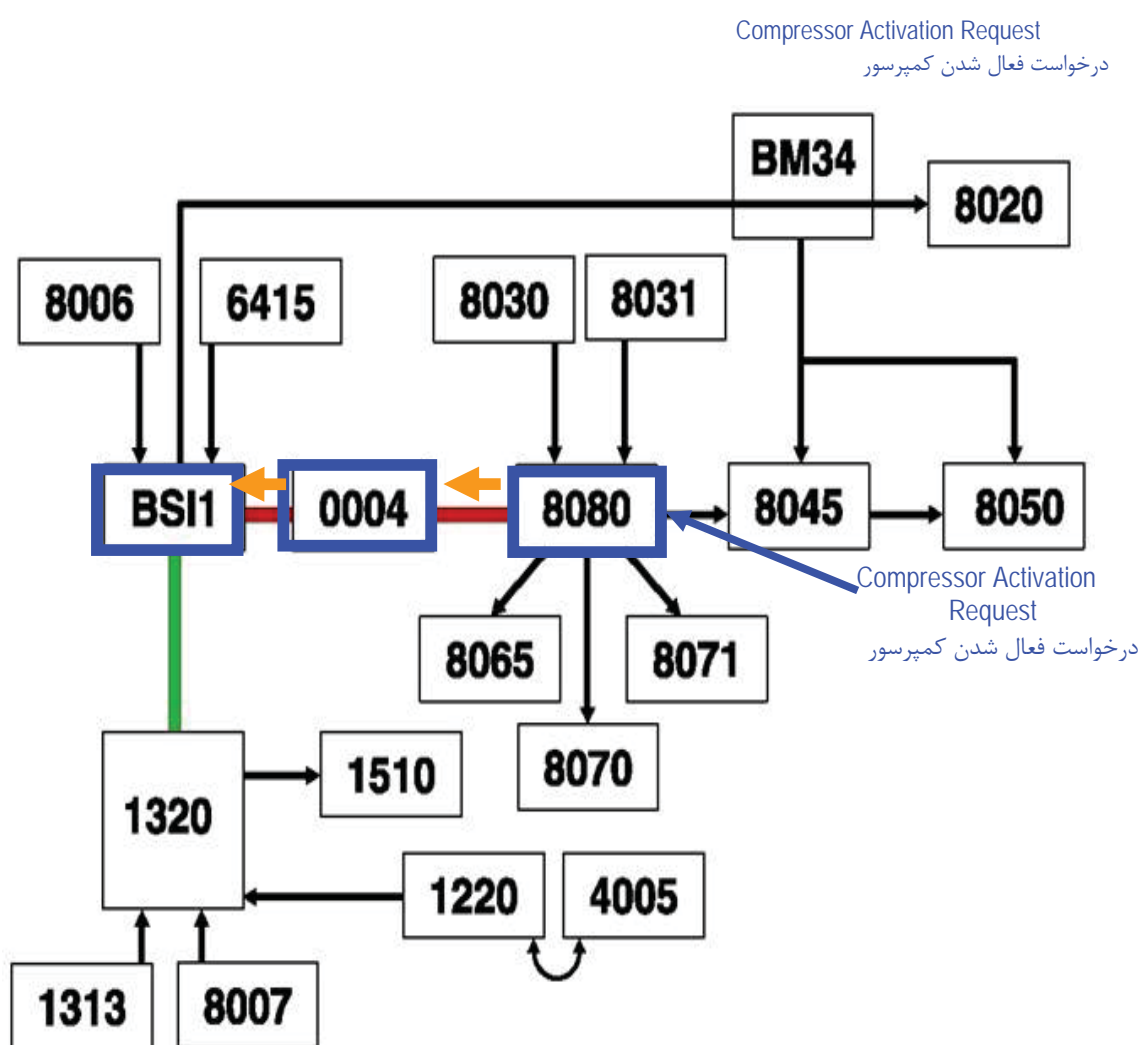 Compressor Activation Request
درخواست فعال شدن کمپرسور
BM34
8020
8006
6415
8030
8031
BSI1
0004
8080
8045
8050
Compressor Activation
Request
درخواست فعال شدن کمپرسور
8065
8071
8070
1510
1320
1220
4005
1313
8007